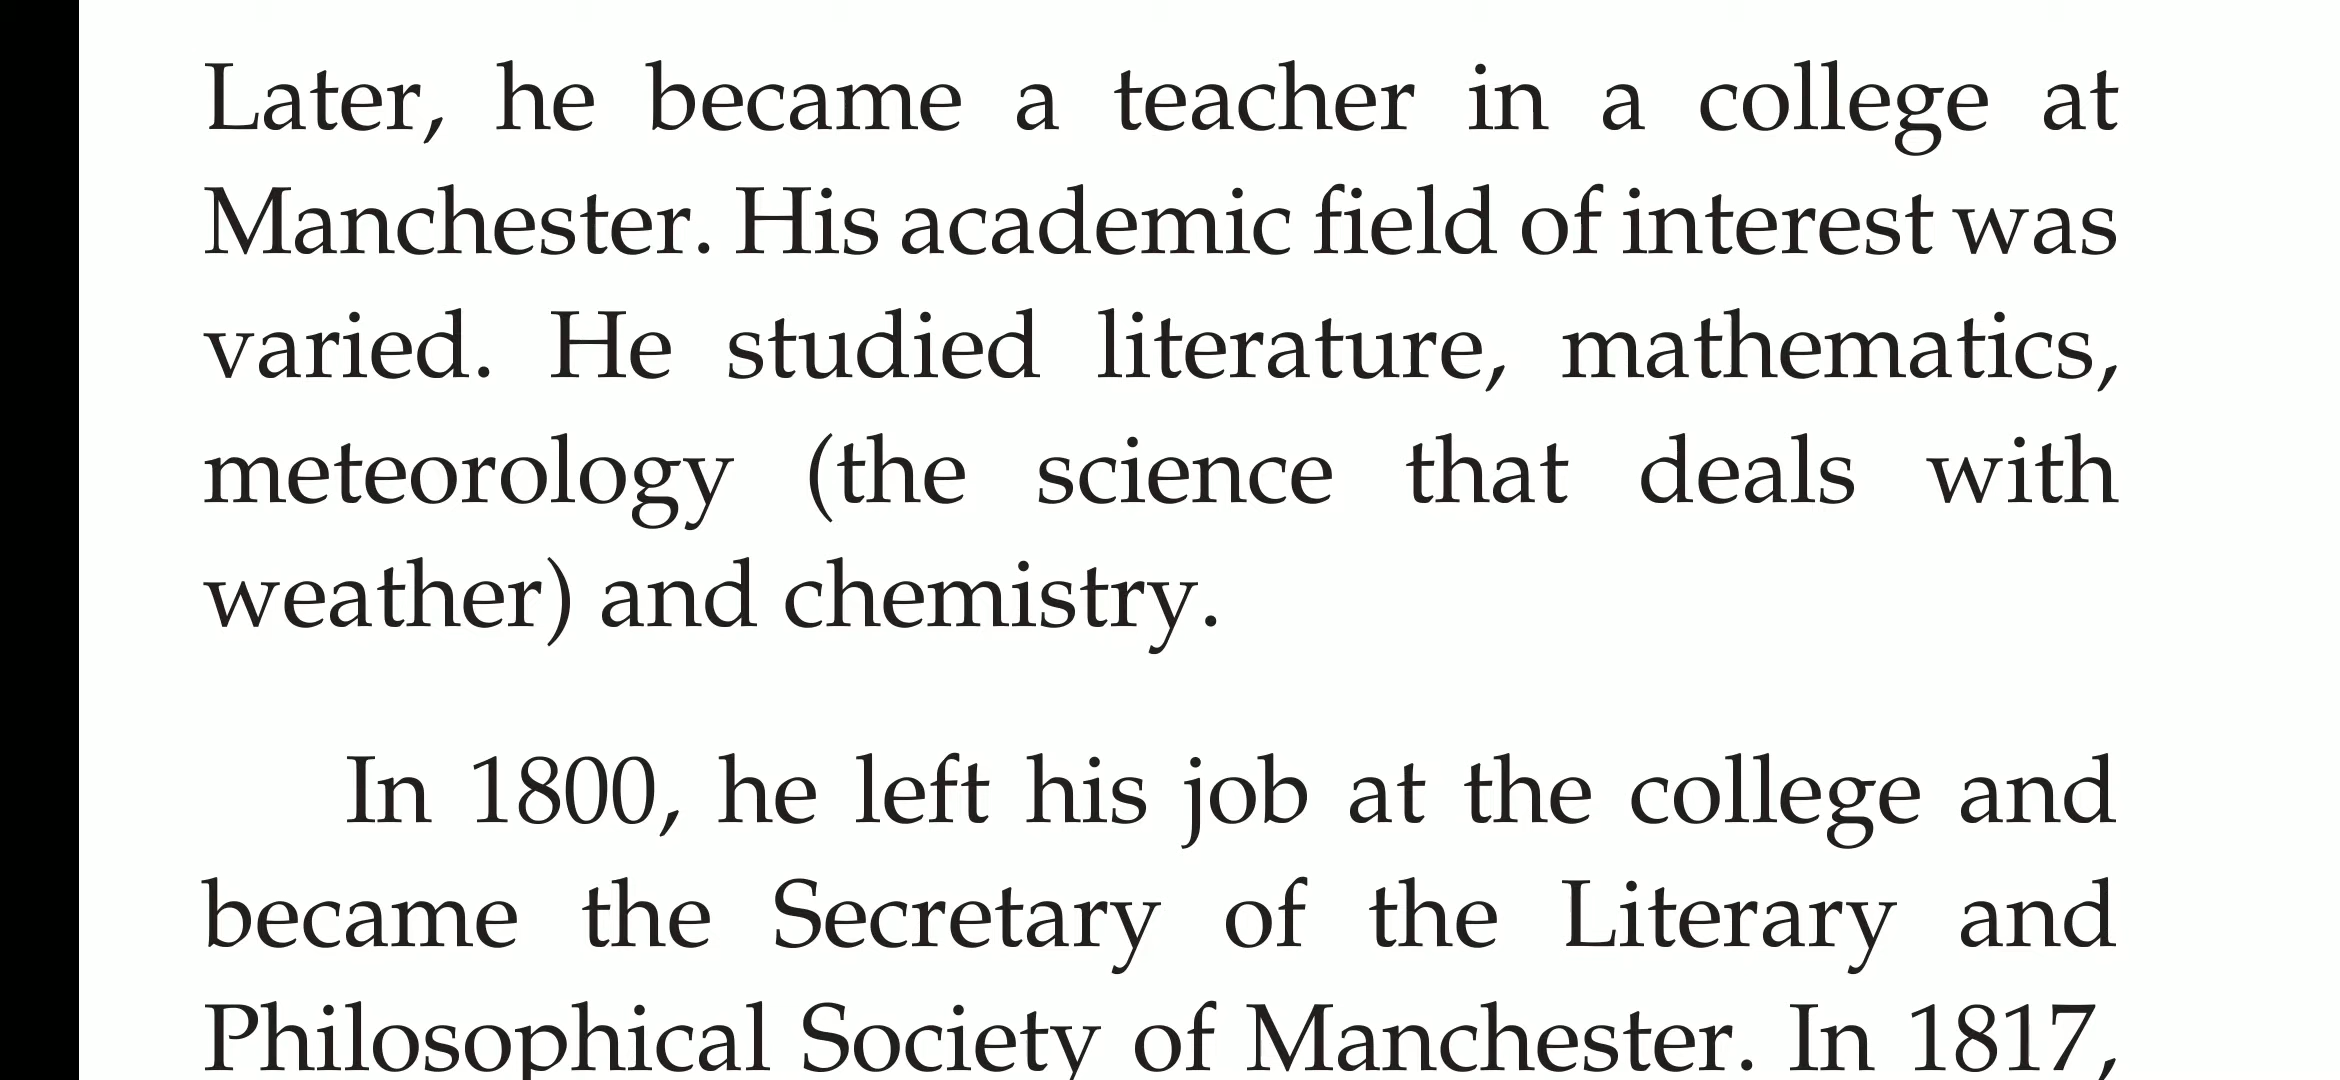 Later, he became a teacher in a college at
Manchester. His academic field of interest was
varied. He studied literature, mathematics,
meteorology (the science that deals with
weather) and chemistry.
In 1800, he left his job at the college and
became the Secretary of the Literary and
Philosophical Society of Manchester. In 1817,